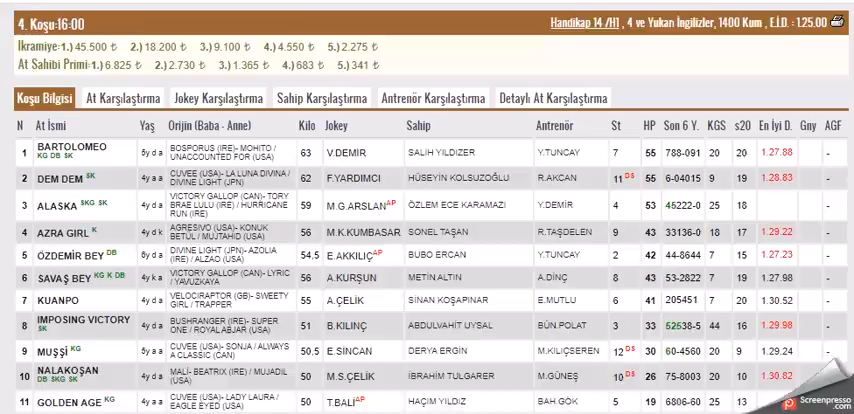 4. Koşu:16:00
Handikap 14 /H1 , 4 ve Yukarı İngilizler, 1400 Kum , E.İ.D. : 1.25.00
İkramiye:1.) 45.500 ₺ 2.) 18.200 ₺ 3.) 9.100 ₺ 4.) 4.550 ₺ 5.) 2.275 ₺
At Sahibi Primi:1.) 6.825 ₺ 2.) 2.730 ₺ 3.) 1.365 ₺ 4.) 683 ₺ 5.) 341 ₺
Koşu Bilgisi At Karşılaştırma Jokey Karşılaştırma Sahip Karşılaştırma Antrenör Karşılaştırma Detaylı At Karşılaştırma
N At İsmi Yaş Orijin (Baba - Anne) Kilo Jokey Sahip Antrenör St HP Son 6 Y. KGS s20 En İyi D. Gny AGF
1 BARTOLOMEO KG DB SK 5y d a BOSPORUS (IRE)- MOHITO / UNACCOUNTED FOR (USA) 63 V.DEMİR SALİH YILDIZER Y.TUNCAY 7 55 788-091 20 20 1.27.88 -
2 DEM DEM SK 4y a a CUVEE (USA)- LA LUNA DIVINA / DIVINE LIGHT (JPN) 62 F.YARDIMCI HÜSEYİN KOLSUZOĞLU R.AKCAN 11 DS 55 6-04015 9 16 1.28.83 -
3 ALASKA SKG SK 4y d a VICTORY GALLOP (CAN)- TORY BRAE LULU (IRE) / HURRICANE RUN (IRE) 59 M.G.ARSLAN AP ÖZLEM ECE KARAMAZI Y.DEMİR 4 53 45222-0 25 18 -
4 AZRA GIRL K 4y d k AGRESIVO (USA)- KONUK BETÜL / MUJTAHID (USA) 56 M.K.KUMBASAR SONEL TAŞAN R.TAŞDELEN 9 43 33136-0 18 17 1.29.22 -
5 ÖZDEMİR BEY DB 6y d a DIVINE LIGHT (JPN)- AZOLIA (IRE) / ALZAO (USA) 54,5 E.AKKILIÇ AP BUBO ERCAN Y.TUNCAY 2 42 44-8644 7 15 1.27.23 -
6 SAVAŞ BEY KG K DB 4y k a VICTORY GALLOP (CAN)- LYRIC / YAVUZKAYA 56 A.KURŞUN METİN ALTIN A.DİNÇ 8 43 53-2822 7 19 1.27.98 -
7 KUANPO 4y d a VELOCIRAPTOR (GB)- SWEETY GIRL / TRAPPER 55 A.ÇELİK SİNAN KOŞAPINAR E.MUTLU 6 41 205451 7 20 1.30.52 -
8 IMPOSING VICTORY SK 4y d a BUSHRANGER (IRE)- SUPER ONE / ROYAL ABJAR (USA) 51 B.KILINÇ ABDULVAHİT UYSAL BÜN.POLAT 3 33 52538-5 44 16 1.29.98 -
9 MUŞŞİ KG 5y a a CUVEE (USA)- SONJA / ALWAYS A CLASSIC (CAN) 50,5 E.SİNCAN DERYA ERGİN M.KILIÇSEREN 12 DS 30 60-4560 20 9 1.29.24 -
10 NALAKOŞAN DB SKG SK 4y d a MALİ- BEATRIX (IRE) / MUJADIL (USA) 50 M.S.ÇELİK İBRAHİM TULGARER M.GÜNEŞ 10 DS 26 75-8003 20 10 1.30.82 -
11 GOLDEN AGE KG 4y a a CUVEE (USA)- LADY LAURA / EAGLE EYED (USA) 50 T.BALİ AP HAÇIM YILDIZ BAH.GÖK 5 19 6806-60 25 13
Screenpresso.com